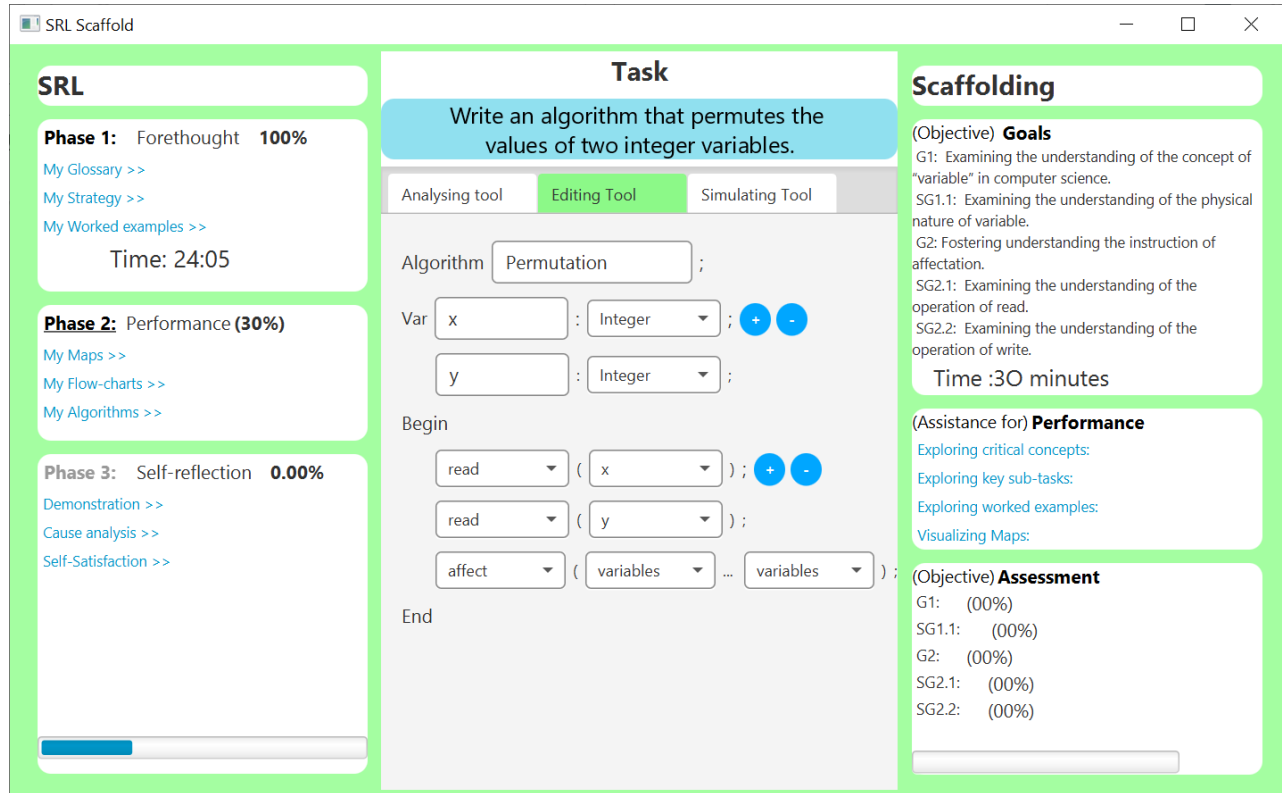 SRL Scaffold
SRL
Phase 1: Forethought 100%
My Glossary >>
My Strategy >>
My Worked examples >>
Time: 24:05
Phase 2: Performance (30%)
My Maps >>
My Flow-charts >>
My Algorithms >>
Phase 3: Self-reflection 0.00%
Demonstration >>
Cause analysis >>
Self-Satisfaction >>
Task
Write an algorithm that permutes the
values of two integer variables.
Analysing tool Editing Tool Simulating Tool
Algorithm Permutation ;
Var x : Integer ; + -
y : Integer ;
Begin
read ( x ) ; + -
read ( y ) ;
affect ( variables ... variables ) ;
End
Scaffolding
(Objective) Goals
G1: Examining the understanding of the concept of
“variable” in computer science.
SG1.1: Examining the understanding of the physical
nature of variable.
G2: Fostering understanding the instruction of
affectation.
SG2.1: Examining the understanding of the
operation of read.
SG2.2: Examining the understanding of the
operation of write.
Time :3O minutes
(Assistance for) Performance
Exploring critical concepts:
Exploring key sub-tasks:
Exploring worked examples:
Visualizing Maps:
(Objective) Assessment
G1: (00%)
SG1.1: (00%)
G2: (00%)
SG2.1: (00%)
SG2.2: (00%)